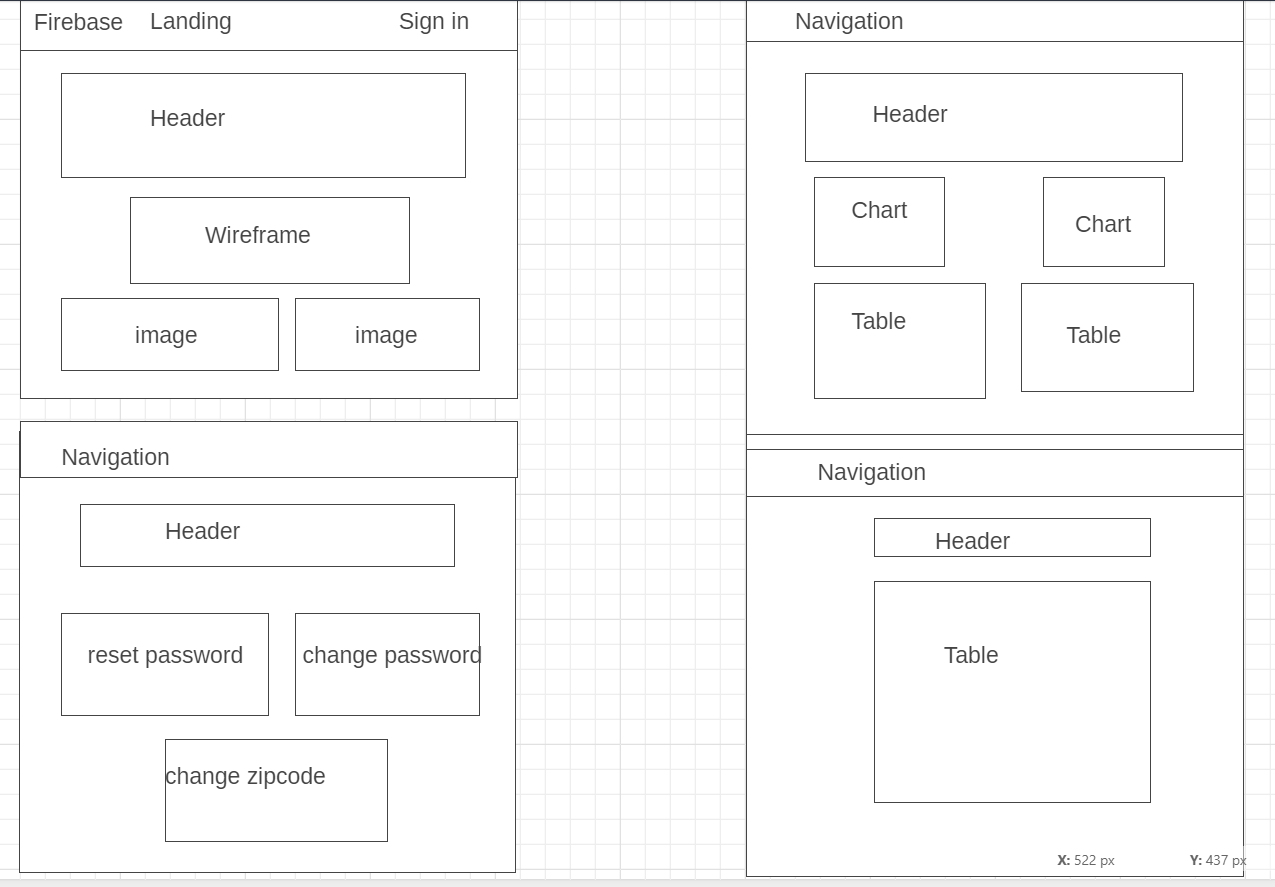 Firebase Landing Sign in
Header
Wireframe
image image
Navigation
Header
reset password change password
change zipcode
Navigation
Header
Chart Chart
Table Table
Navigation
Header
Table
X: 522 px Y: 437 px